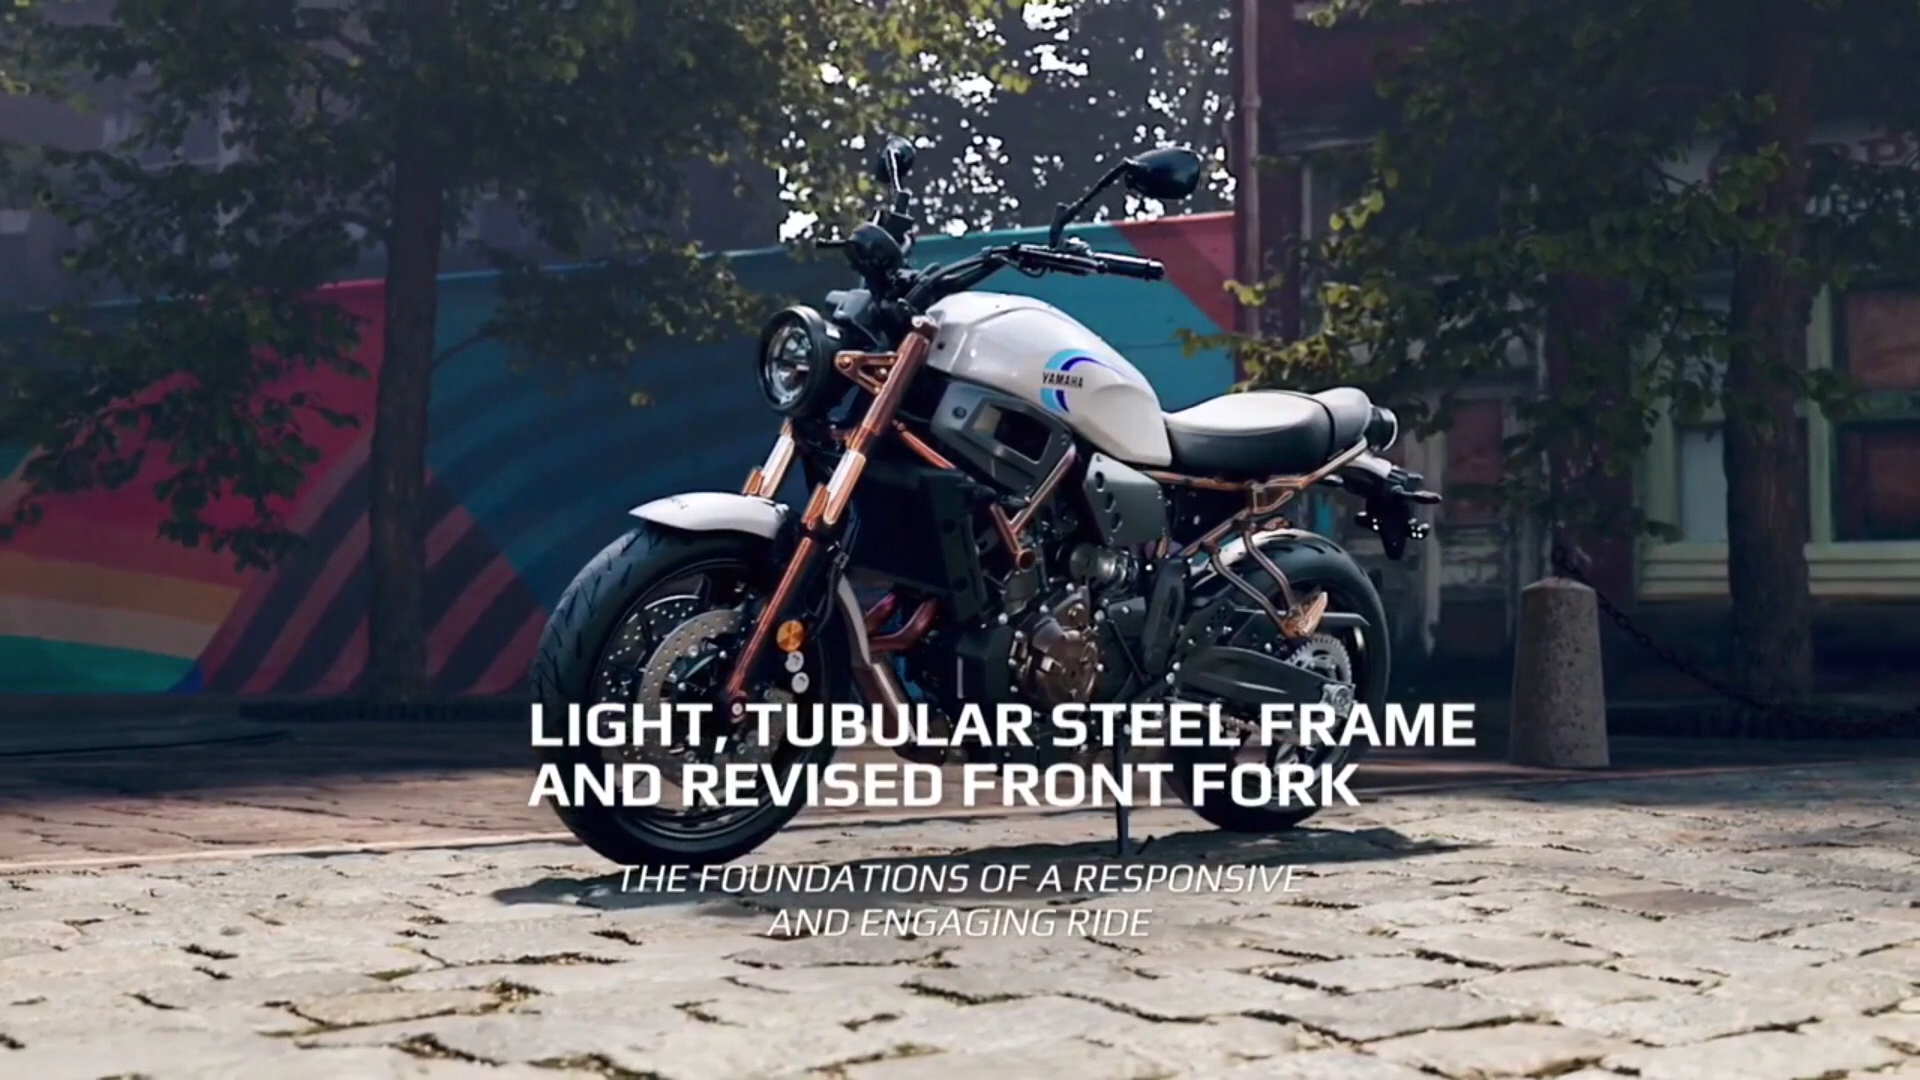 YAMAHA
LIGHT, TUBULAR STEEL FRAME
AND REVISED FRONT FORK
THE FOUNDATIONS OF A RESPONSIVE
AND ENGAGING RIDE